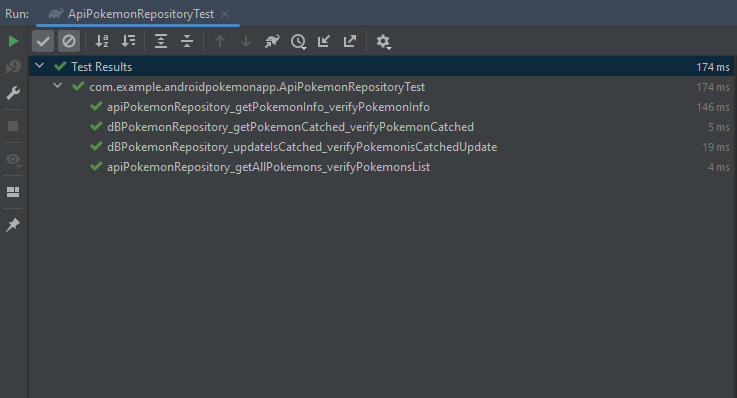 Run: ApiPokemonRepositoryTest
Test Results 174 ms
com.example.androidpokemonapp.ApiPokemonRepositoryTest 174 ms
apiPokemonRepository_getPokemonInfo_verifyPokemonInfo 146 ms
dBPokemonRepository_getPokemonCatched_verifyPokemonCatched 5 ms
dBPokemonRepository_updateIsCatched_verifyPokemonisCatchedUpdate 19 ms
apiPokemonRepository_getAllPokemons_verifyPokemonsList 4 ms